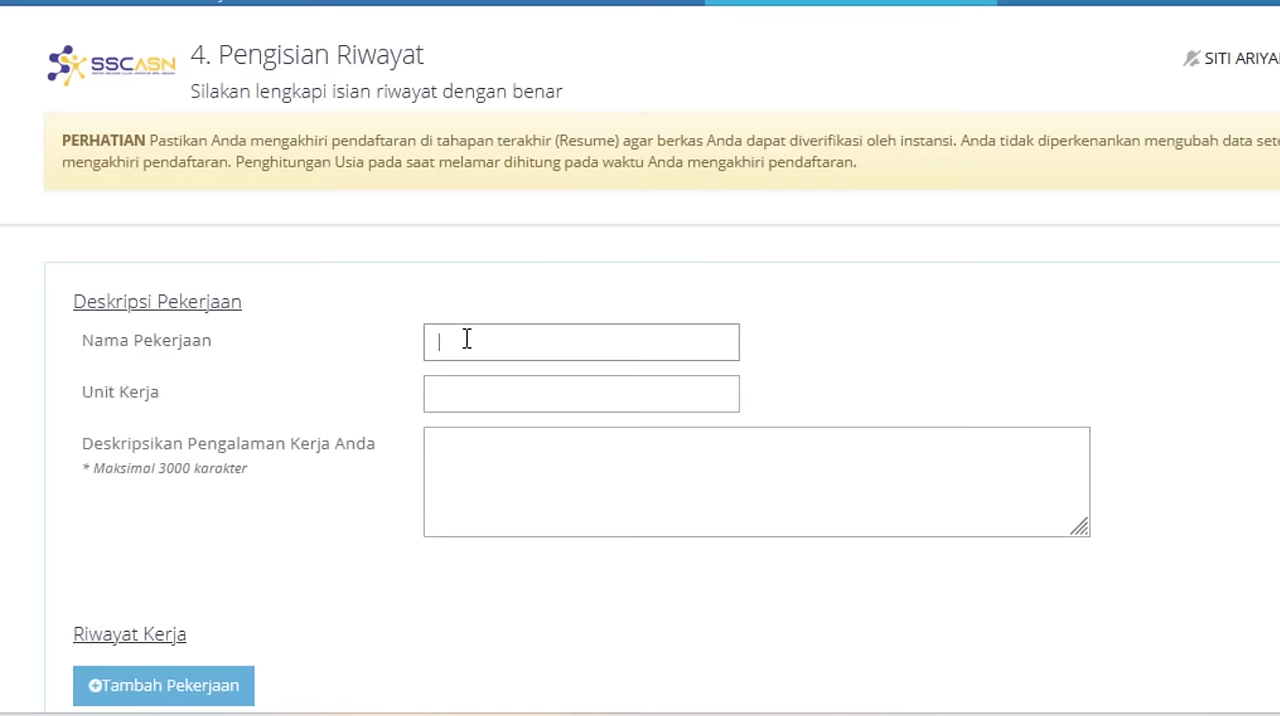 SSCASN
4. Pengisian Riwayat
Silakan lengkapi isian riwayat dengan benar
SITI ARIYA
PERHATIAN Pastikan Anda mengakhiri pendaftaran di tahapan terakhir (Resume) agar berkas Anda dapat diverifikasi oleh instansi. Anda tidak diperkenankan mengubah data sete
mengakhiri pendaftaran. Penghitungan Usia pada saat melamar dihitung pada waktu Anda mengakhiri pendaftaran.
Deskripsi Pekerjaan
Nama Pekerjaan
Unit Kerja
Deskripsikan Pengalaman Kerja Anda
* Maksimal 3000 karakter
Riwayat Kerja
Tambah Pekerjaan